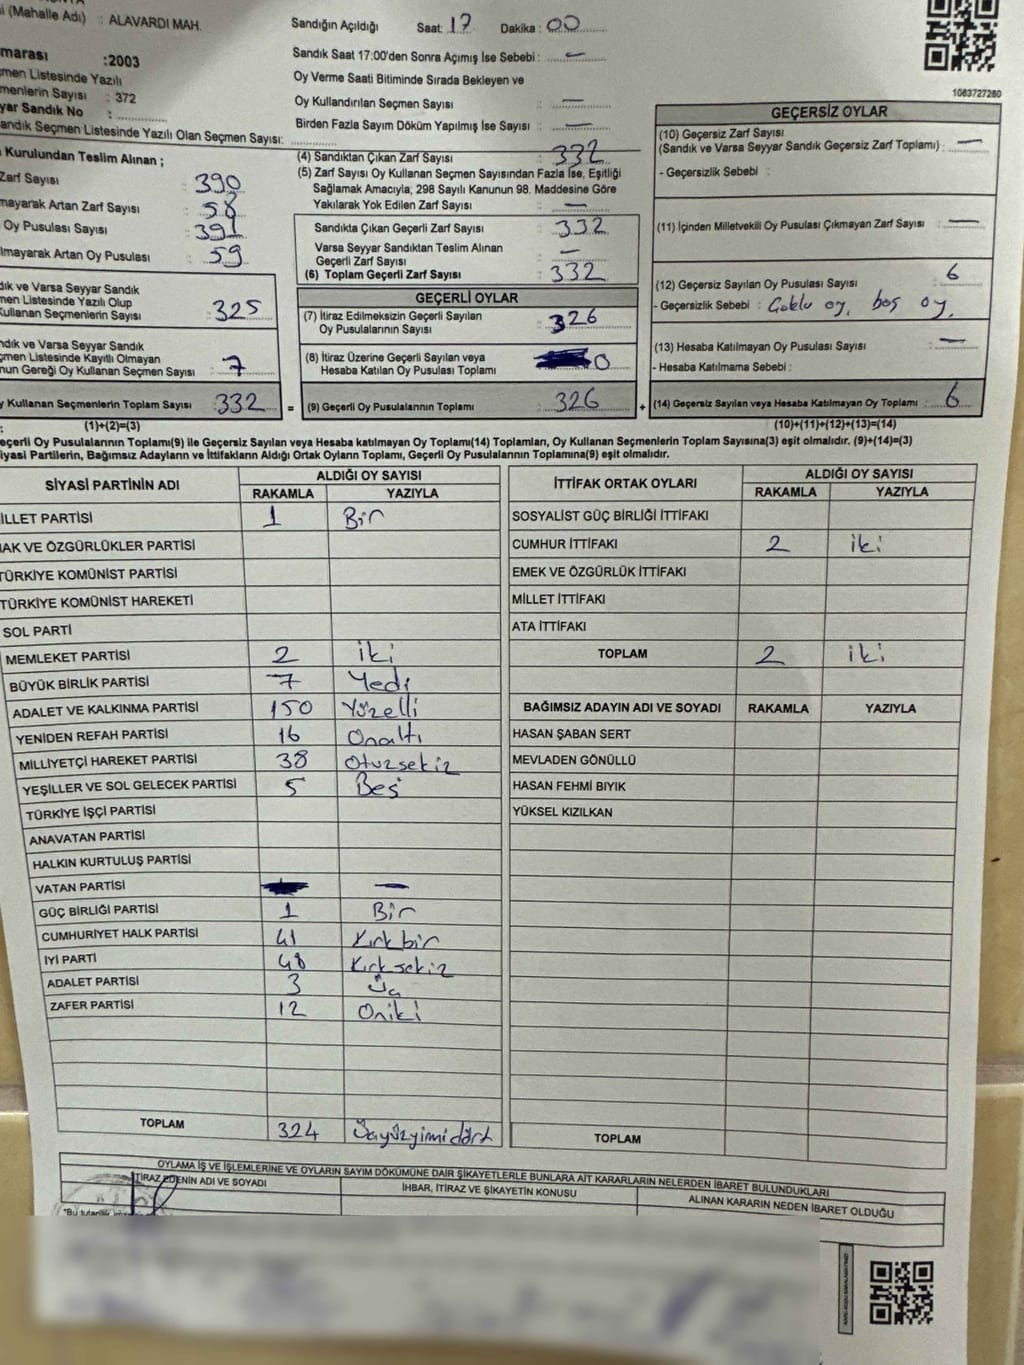 i (Mahalle Adı) : ALAVARDI MAH.
marası :2003
men Listesinde Yazılı
menlerin Sayısı : 372
yar Sandık No :
andık Seçmen Listesinde Yazılı Olan Seçmen Sayısı:
Kurulundan Teslim Alınan ;
Zarf Sayısı : 390
mayarak Artan Zarf Sayısı : 58
Oy Pusulası Sayısı : 391
lmayarak Artan Oy Pusulası : 59
dık ve Varsa Seyyar Sandık
men Listesinde Yazılı Olup
Kullanan Seçmenlerin Sayısı : 325
ndık ve Varsa Seyyar Sandık
çmen Listesinde Kayıtlı Olmayan
nun Gereği Oy Kullanan Seçmen Sayısı : 7
y Kullanan Seçmenlerin Toplam Sayısı : 332 =
(1)+(2)=(3)
Sandığın Açıldığı Saat: 17 Dakika : 00
Sandık Saat 17:00'den Sonra Açımış İse Sebebi : —
Oy Verme Saati Bitiminde Sırada Bekleyen ve
Oy Kullandırılan Seçmen Sayısı : —
Birden Fazla Sayım Döküm Yapılmış İse Sayısı : —
(4) Sandıktan Çıkan Zarf Sayısı : 332
(5) Zarf Sayısı Oy Kullanan Seçmen Sayısından Fazla İse, Eşitliği
Sağlamak Amacıyla; 298 Sayılı Kanunun 98. Maddesine Göre
Yakılarak Yok Edilen Zarf Sayısı : —
Sandıkta Çıkan Geçerli Zarf Sayısı : 332
Varsa Seyyar Sandıktan Teslim Alınan
Geçerli Zarf Sayısı : —
(6) Toplam Geçerli Zarf Sayısı : 332
GEÇERLİ OYLAR
(7) İtiraz Edilmeksizin Geçerli Sayılan
Oy Pusulalarının Sayısı : 326
(8) İtiraz Üzerine Geçerli Sayılan veya
Hesaba Katılan Oy Pusulası Toplamı 0
(9) Geçerli Oy Pusulalarının Toplamı : 326 +
1063727280
GEÇERSİZ OYLAR
(10) Geçersiz Zarf Sayısı
(Sandık ve Varsa Seyyar Sandık Geçersiz Zarf Toplamı) : —
- Geçersizlik Sebebi :
(11) İçinden Milletvekili Oy Pusulası Çıkmayan Zarf Sayısı : —
(12) Geçersiz Sayılan Oy Pusulası Sayısı : 6
- Geçersizlik Sebebi : Çoklu oy, boş oy.
(13) Hesaba Katılmayan Oy Pusulası Sayısı : —
- Hesaba Katılmama Sebebi :
(14) Geçersiz Sayılan veya Hesaba Katılmayan Oy Toplamı : 6
(10)+(11)+(12)+(13)=(14)
eçerli Oy Pusulalarının Toplamı(9) ile Geçersiz Sayılan veya Hesaba katılmayan Oy Toplamı(14) Toplamları, Oy Kullanan Seçmenlerin Toplam Sayısına(3) eşit olmalıdır. (9)+(14)=(3)
iyasi Partilerin, Bağımsız Adayların ve İttifakların Aldığı Ortak Oyların Toplamı, Geçerli Oy Pusulalarının Toplamına(9) eşit olmalıdır.
SİYASİ PARTİNİN ADI ALDIĞI OY SAYISI
RAKAMLA YAZIYLA
İLLET PARTİSİ 1 Bir
AK VE ÖZGÜRLÜKLER PARTİSİ
TÜRKİYE KOMÜNİST PARTİSİ
TÜRKİYE KOMÜNİST HAREKETİ
SOL PARTİ
MEMLEKET PARTİSİ 2 iki
BÜYÜK BİRLİK PARTİSİ 7 Yedi
ADALET VE KALKINMA PARTİSİ 150 Yüzelli
YENİDEN REFAH PARTİSİ 16 Onaltı
MİLLİYETÇİ HAREKET PARTİSİ 38 Otuzsekiz
YEŞİLLER VE SOL GELECEK PARTİSİ 5 Beş
TÜRKİYE İŞÇİ PARTİSİ
ANAVATAN PARTİSİ
HALKIN KURTULUŞ PARTİSİ
VATAN PARTİSİ —
GÜÇ BİRLİĞİ PARTİSİ 1 Bir
CUMHURİYET HALK PARTİSİ 41 Kırkbir
İYİ PARTİ 48 Kırksekiz
ADALET PARTİSİ 3 Üç
ZAFER PARTİSİ 12 Oniki
TOPLAM 324 Üçyüzyirmidört
İTTİFAK ORTAK OYLARI ALDIĞI OY SAYISI
RAKAMLA YAZIYLA
SOSYALİST GÜÇ BİRLİĞİ İTTİFAKI
CUMHUR İTTİFAKI 2 iki
EMEK VE ÖZGÜRLÜK İTTİFAKI
MİLLET İTTİFAKI
ATA İTTİFAKI
TOPLAM 2 iki
BAĞIMSIZ ADAYIN ADI VE SOYADI RAKAMLA YAZIYLA
HASAN ŞABAN SERT
MEVLADEN GÖNÜLLÜ
HASAN FEHMİ BIYIK
YÜKSEL KIZILKAN
TOPLAM
OYLAMA İŞ VE İŞLEMLERİNE VE OYLARIN SAYIM DÖKÜMÜNE DAİR ŞİKAYETLERLE BUNLARA AİT KARARLARIN NELERDEN İBARET BULUNDUKLARI
İTİRAZ EDENİN ADI VE SOYADI İHBAR, İTİRAZ VE ŞİKAYETİN KONUSU ALINAN KARARIN NEDEN İBARET OLDUĞU
"Bu tutanak